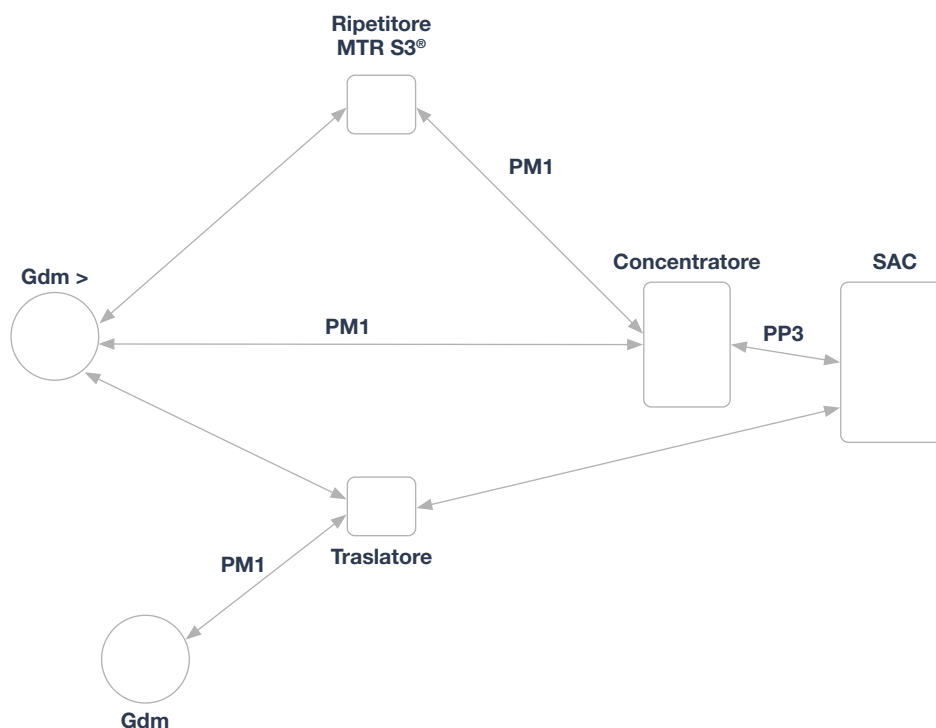 Ripetitore
MTR S3®
PM1
Gdm >
Concentratore
SAC
PM1
PP3
PM1
Traslatore
Gdm